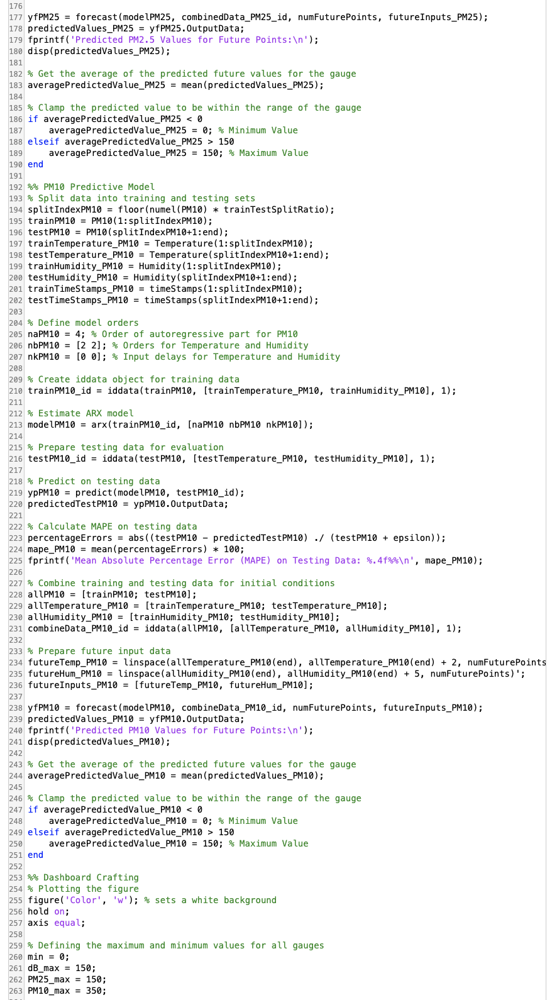 176
177 yfPM25 = forecast(modelPM25, combinedData_PM25_id, numFuturePoints, futureInputs_PM25);
178 predictedValues_PM25 = yfPM25.OutputData;
179 fprintf('Predicted PM2.5 Values for Future Points:\n');
180 disp(predictedValues_PM25);
181
182 % Get the average of the predicted future values for the gauge
183 averagePredictedValue_PM25 = mean(predictedValues_PM25);
184
185 % Clamp the predicted value to be within the range of the gauge
186 if averagePredictedValue_PM25 < 0
187     averagePredictedValue_PM25 = 0; % Minimum Value
188 elseif averagePredictedValue_PM25 > 150
189     averagePredictedValue_PM25 = 150; % Maximum Value
190 end
191
192 %% PM10 Predictive Model
193 % Split data into training and testing sets
194 splitIndexPM10 = floor(numel(PM10) * trainTestSplitRatio);
195 trainPM10 = PM10(1:splitIndexPM10);
196 testPM10 = PM10(splitIndexPM10+1:end);
197 trainTemperature_PM10 = Temperature(1:splitIndexPM10);
198 testTemperature_PM10 = Temperature(splitIndexPM10+1:end);
199 trainHumidity_PM10 = Humidity(1:splitIndexPM10);
200 testHumidity_PM10 = Humidity(splitIndexPM10+1:end);
201 trainTimeStamps_PM10 = timeStamps(1:splitIndexPM10);
202 testTimeStamps_PM10 = timeStamps(splitIndexPM10+1:end);
203
204 % Define model orders
205 naPM10 = 4; % Order of autoregressive part for PM10
206 nbPM10 = [2 2]; % Orders for Temperature and Humidity
207 nkPM10 = [0 0]; % Input delays for Temperature and Humidity
208
209 % Create iddata object for training data
210 trainPM10_id = iddata(trainPM10, [trainTemperature_PM10, trainHumidity_PM10], 1);
211
212 % Estimate ARX model
213 modelPM10 = arx(trainPM10_id, [naPM10 nbPM10 nkPM10]);
214
215 % Prepare testing data for evaluation
216 testPM10_id = iddata(testPM10, [testTemperature_PM10, testHumidity_PM10], 1);
217
218 % Predict on testing data
219 ypPM10 = predict(modelPM10, testPM10_id);
220 predictedTestPM10 = ypPM10.OutputData;
221
222 % Calculate MAPE on testing data
223 percentageErrors = abs((testPM10 - predictedTestPM10) ./ (testPM10 + epsilon));
224 mape_PM10 = mean(percentageErrors) * 100;
225 fprintf('Mean Absolute Percentage Error (MAPE) on Testing Data: %.4f%%\n', mape_PM10);
226
227 % Combine training and testing data for initial conditions
228 allPM10 = [trainPM10; testPM10];
229 allTemperature_PM10 = [trainTemperature_PM10; testTemperature_PM10];
230 allHumidity_PM10 = [trainHumidity_PM10; testHumidity_PM10];
231 combineData_PM10_id = iddata(allPM10, [allTemperature_PM10, allHumidity_PM10], 1);
232
233 % Prepare future input data
234 futureTemp_PM10 = linspace(allTemperature_PM10(end), allTemperature_PM10(end) + 2, numFuturePoints
235 futureHum_PM10 = linspace(allHumidity_PM10(end), allHumidity_PM10(end) + 5, numFuturePoints)';
236 futureInputs_PM10 = [futureTemp_PM10, futureHum_PM10];
237
238 yfPM10 = forecast(modelPM10, combineData_PM10_id, numFuturePoints, futureInputs_PM10);
239 predictedValues_PM10 = yfPM10.OutputData;
240 fprintf('Predicted PM10 Values for Future Points:\n');
241 disp(predictedValues_PM10);
242
243 % Get the average of the predicted future values for the gauge
244 averagePredictedValue_PM10 = mean(predictedValues_PM10);
245
246 % Clamp the predicted value to be within the range of the gauge
247 if averagePredictedValue_PM10 < 0
248     averagePredictedValue_PM10 = 0; % Minimum Value
249 elseif averagePredictedValue_PM10 > 150
250     averagePredictedValue_PM10 = 150; % Maximum Value
251 end
252
253 %% Dashboard Crafting
254 % Plotting the figure
255 figure('Color', 'w'); % sets a white background
256 hold on;
257 axis equal;
258
259 % Defining the maximum and minimum values for all gauges
260 min = 0;
261 dB_max = 150;
262 PM25_max = 150;
263 PM10_max = 350;